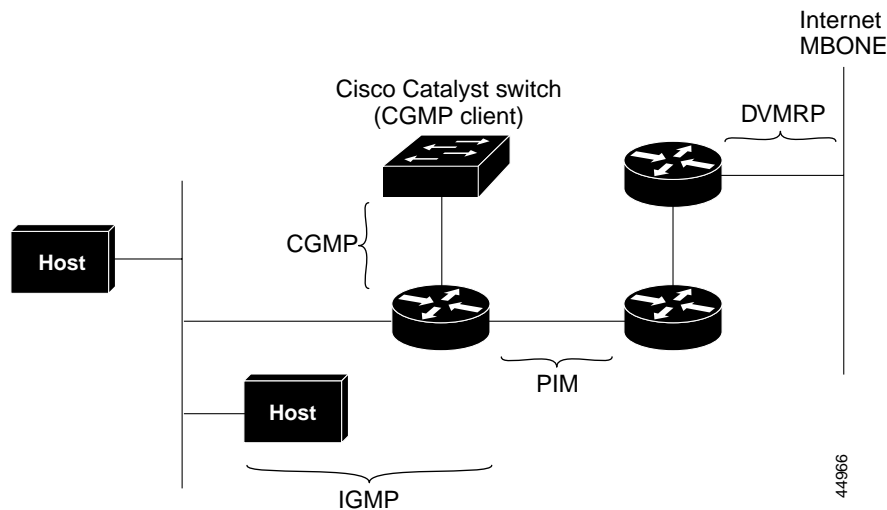 Internet
MBONE
Cisco Catalyst switch
(CGMP client)
DVMRP
CGMP
Host
PIM
Host
IGMP
44966